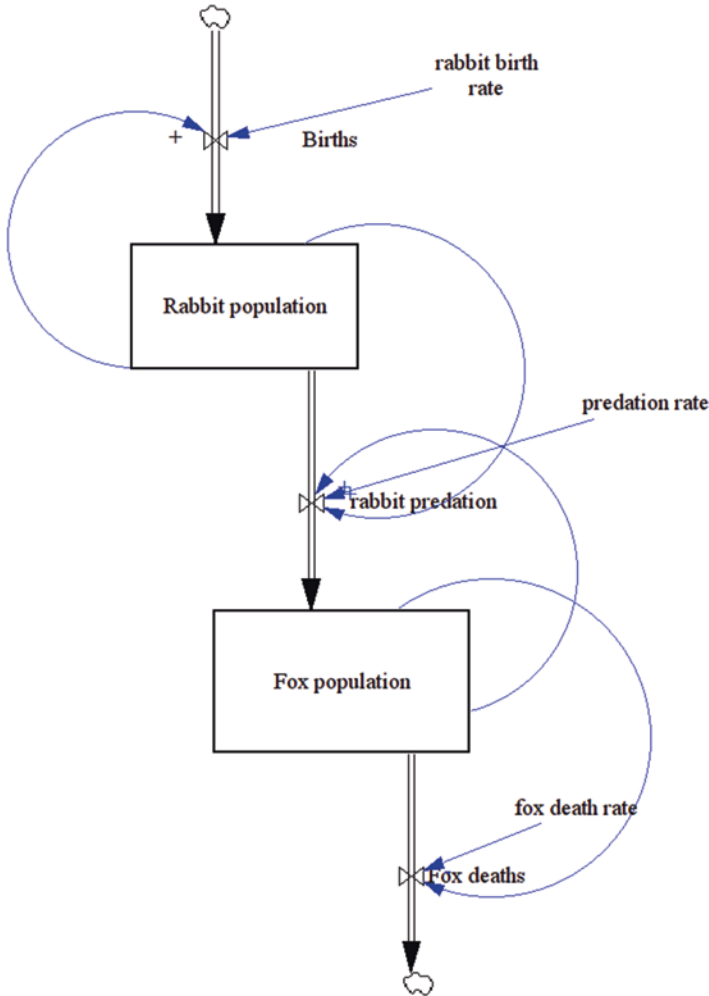 rabbit birth
rate
+
Births
Rabbit population
predation rate
rabbit predation
Fox population
fox death rate
Fox deaths